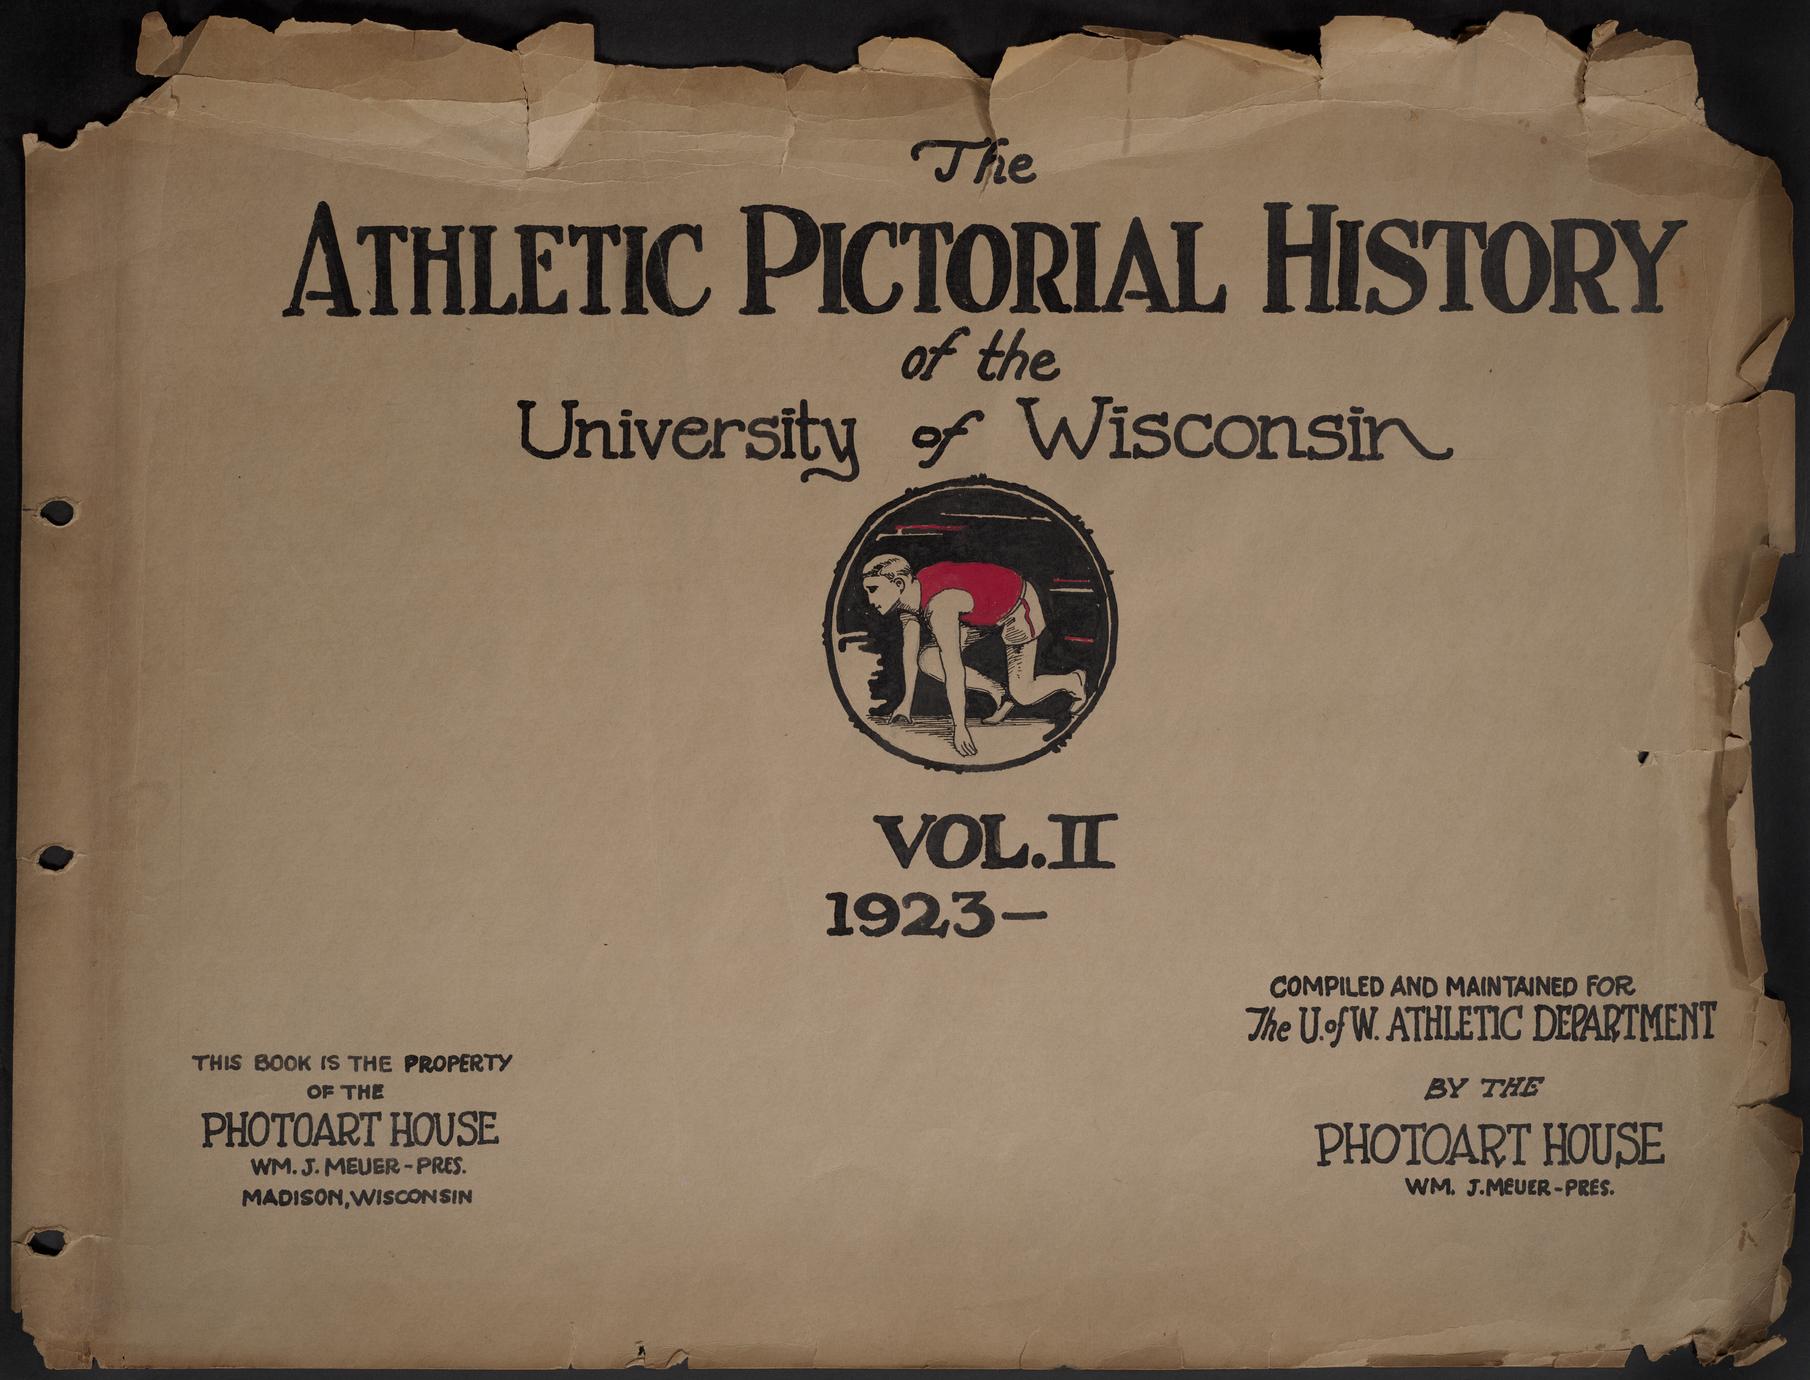 The
ATHLETIC PICTORIAL HISTORY
of the
University of Wisconsin
VOL. II
1923—
COMPILED AND MAINTAINED FOR
The U. of W. ATHLETIC DEPARTMENT
BY THE
PHOTOART HOUSE
WM. J. MEUER-PRES.
THIS BOOK IS THE PROPERTY
OF THE
PHOTOART HOUSE
WM. J. MEUER-PRES.
MADISON, WISCONSIN